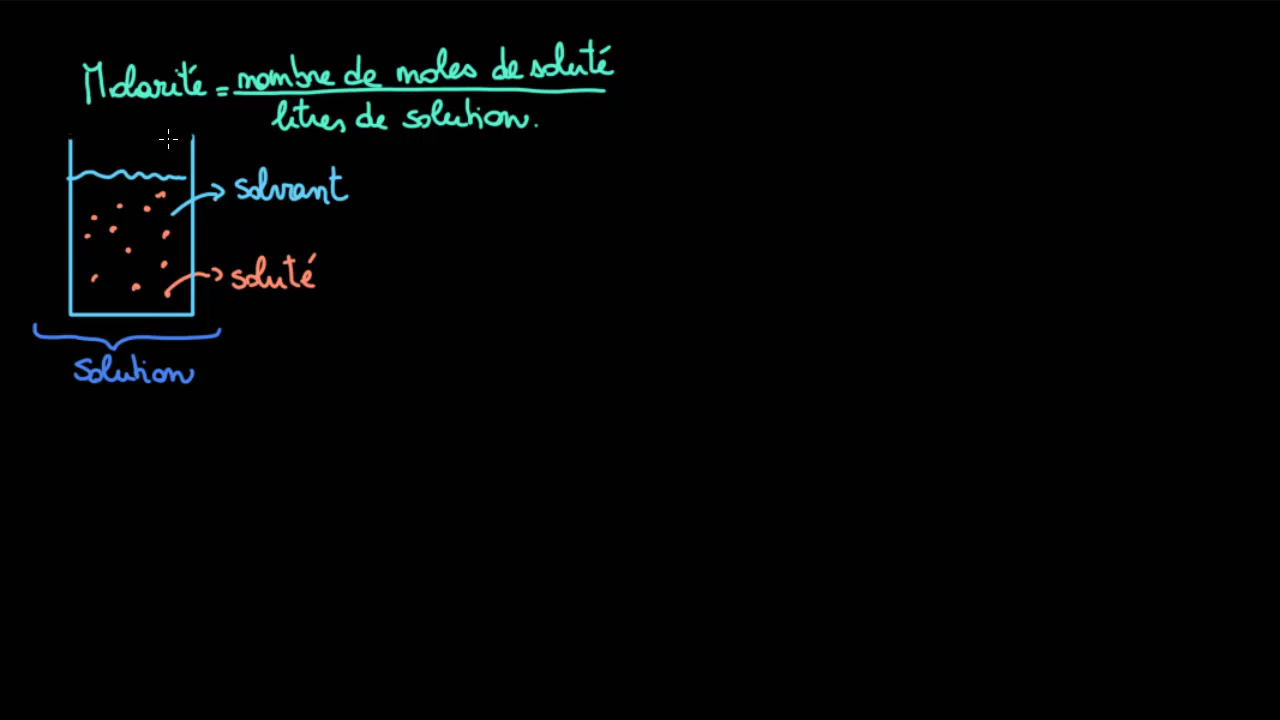 Molarité = nombre de moles de soluté
litres de solution.
solvant
soluté
solution